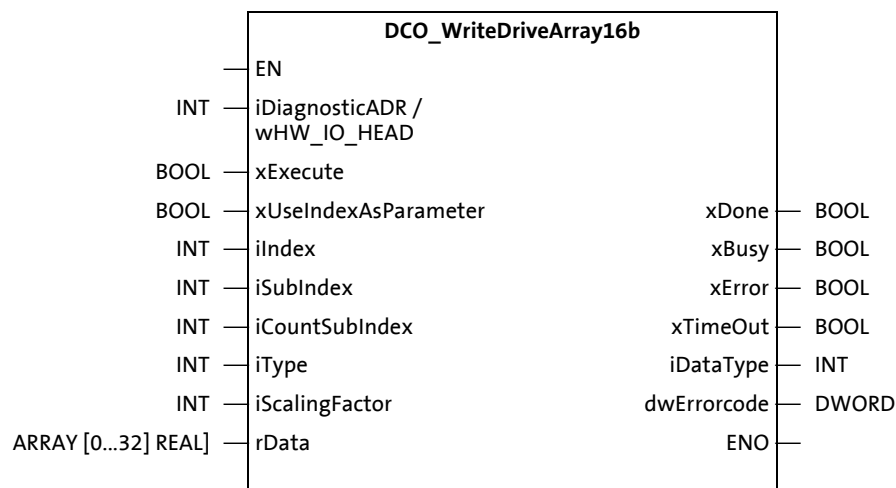 DCO_WriteDriveArray16b
EN
INT iDiagnosticADR /
wHW_IO_HEAD
BOOL xExecute
BOOL xUseIndexAsParameter xDone BOOL
INT iIndex xBusy BOOL
INT iSubIndex xError BOOL
INT iCountSubIndex xTimeOut BOOL
INT iType iDataType INT
INT iScalingFactor dwErrorcode DWORD
ARRAY [0...32] REAL] rData ENO